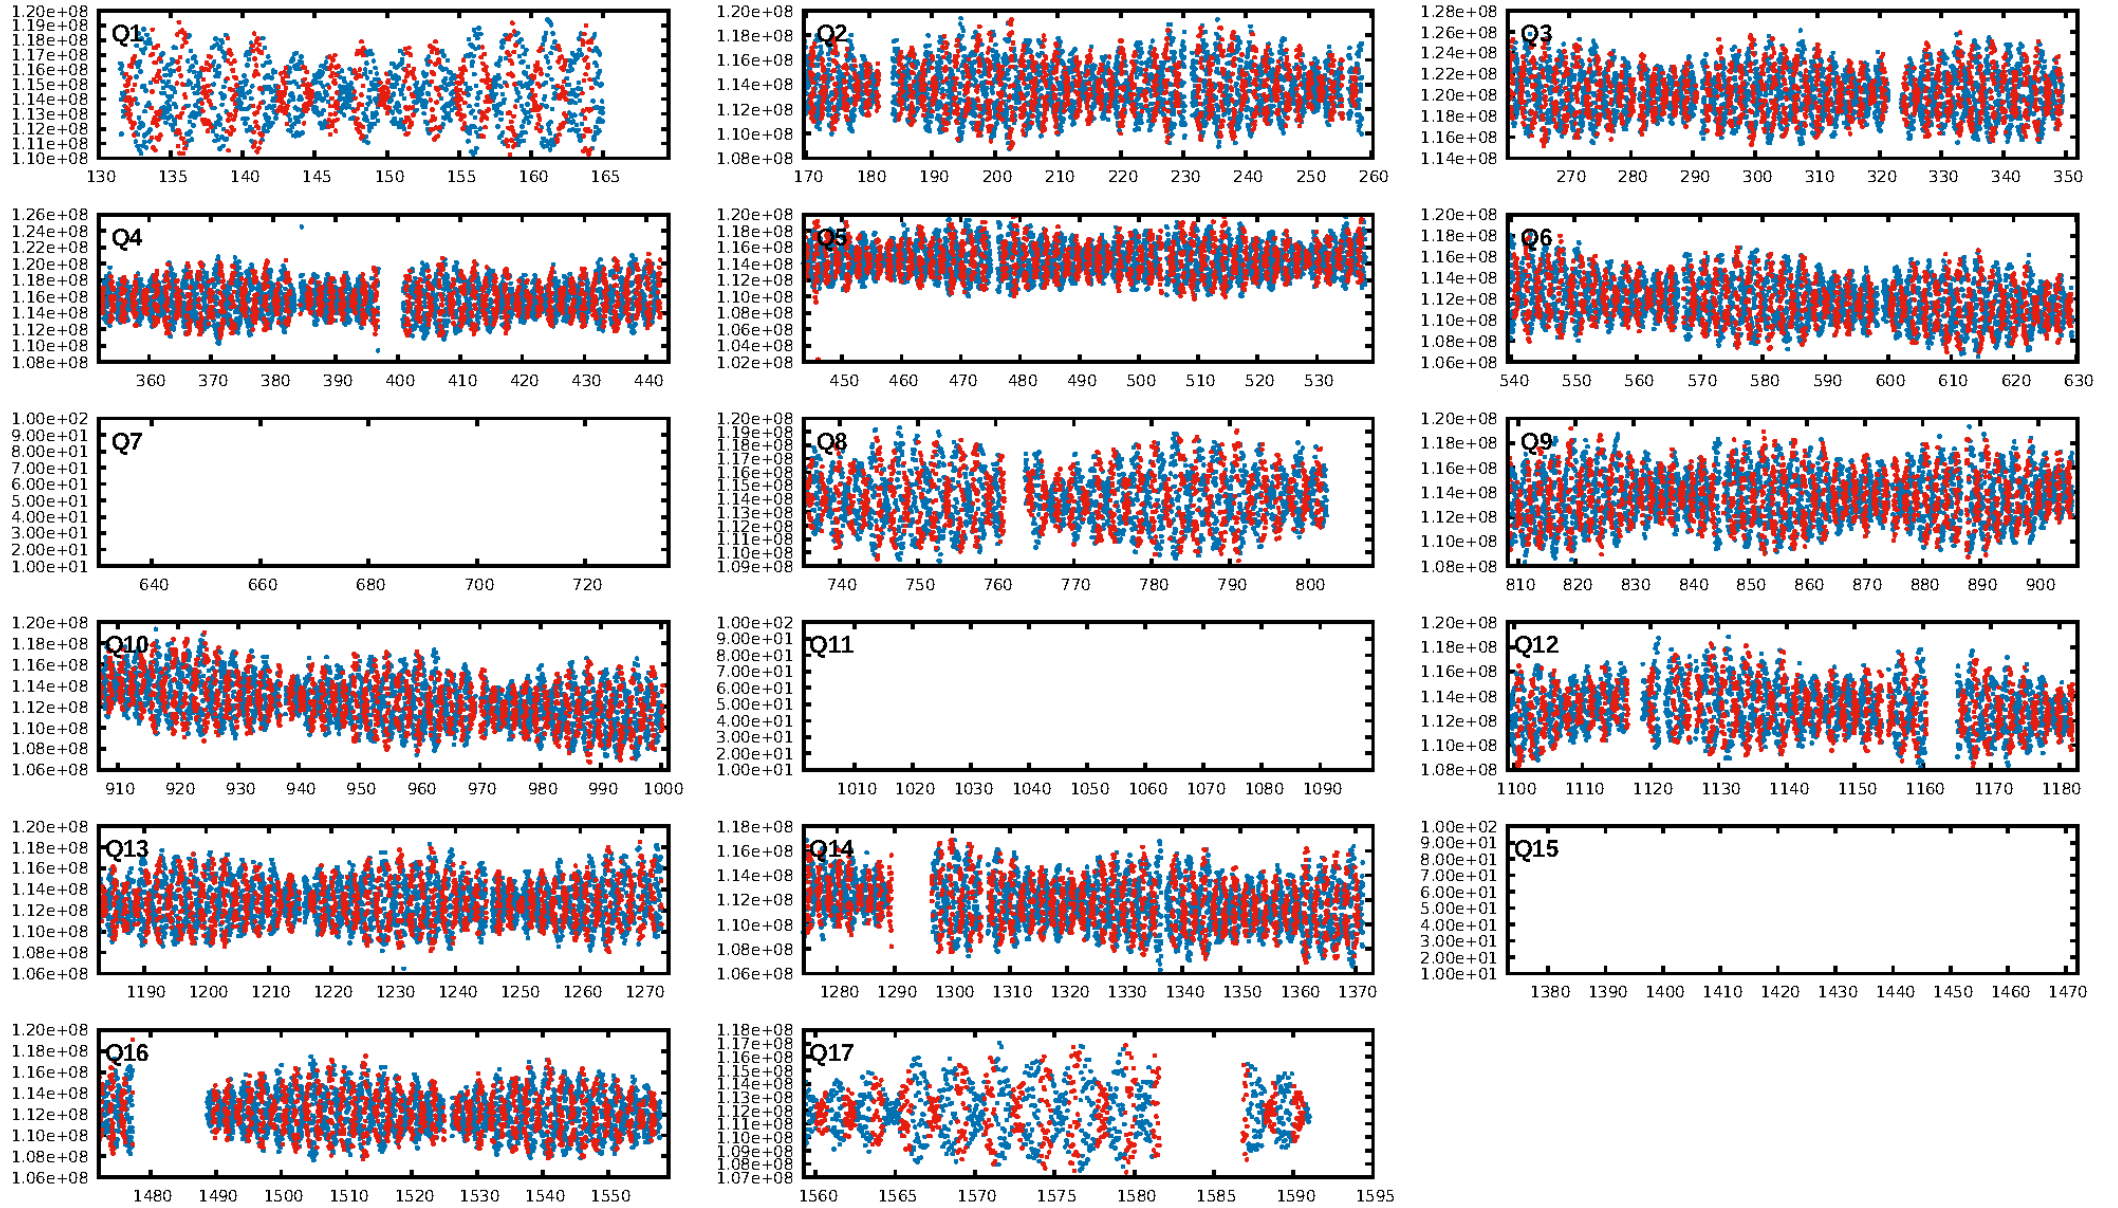 Q1
1.20e+08
1.19e+08
1.18e+08
1.17e+08
1.16e+08
1.15e+08
1.14e+08
1.13e+08
1.12e+08
1.11e+08
1.10e+08
130 135 140 145 150 155 160 165
Q2
1.20e+08
1.18e+08
1.16e+08
1.14e+08
1.12e+08
1.10e+08
1.08e+08
170 180 190 200 210 220 230 240 250 260
Q3
1.28e+08
1.26e+08
1.24e+08
1.22e+08
1.20e+08
1.18e+08
1.16e+08
1.14e+08
270 280 290 300 310 320 330 340 350
Q4
1.26e+08
1.24e+08
1.22e+08
1.20e+08
1.18e+08
1.16e+08
1.14e+08
1.12e+08
1.10e+08
1.08e+08
360 370 380 390 400 410 420 430 440
Q5
1.20e+08
1.18e+08
1.16e+08
1.14e+08
1.12e+08
1.10e+08
1.08e+08
1.06e+08
1.04e+08
1.02e+08
450 460 470 480 490 500 510 520 530
Q6
1.20e+08
1.18e+08
1.16e+08
1.14e+08
1.12e+08
1.10e+08
1.08e+08
1.06e+08
540 550 560 570 580 590 600 610 620 630
Q7
1.00e+02
9.00e+01
8.00e+01
7.00e+01
6.00e+01
5.00e+01
4.00e+01
3.00e+01
2.00e+01
1.00e+01
640 660 680 700 720
Q8
1.20e+08
1.19e+08
1.18e+08
1.17e+08
1.16e+08
1.15e+08
1.14e+08
1.13e+08
1.12e+08
1.11e+08
1.10e+08
1.09e+08
740 750 760 770 780 790 800
Q9
1.20e+08
1.18e+08
1.16e+08
1.14e+08
1.12e+08
1.10e+08
1.08e+08
810 820 830 840 850 860 870 880 890 900
Q10
1.20e+08
1.18e+08
1.16e+08
1.14e+08
1.12e+08
1.10e+08
1.08e+08
1.06e+08
910 920 930 940 950 960 970 980 990 1000
Q11
1.00e+02
9.00e+01
8.00e+01
7.00e+01
6.00e+01
5.00e+01
4.00e+01
3.00e+01
2.00e+01
1.00e+01
1010 1020 1030 1040 1050 1060 1070 1080 1090
Q12
1.20e+08
1.18e+08
1.16e+08
1.14e+08
1.12e+08
1.10e+08
1.08e+08
1100 1110 1120 1130 1140 1150 1160 1170 1180
Q13
1.20e+08
1.18e+08
1.16e+08
1.14e+08
1.12e+08
1.10e+08
1.08e+08
1.06e+08
1190 1200 1210 1220 1230 1240 1250 1260 1270
Q14
1.18e+08
1.16e+08
1.14e+08
1.12e+08
1.10e+08
1.08e+08
1.06e+08
1280 1290 1300 1310 1320 1330 1340 1350 1360 1370
Q15
1.00e+02
9.00e+01
8.00e+01
7.00e+01
6.00e+01
5.00e+01
4.00e+01
3.00e+01
2.00e+01
1.00e+01
1380 1390 1400 1410 1420 1430 1440 1450 1460 1470
Q16
1.20e+08
1.18e+08
1.16e+08
1.14e+08
1.12e+08
1.10e+08
1.08e+08
1.06e+08
1480 1490 1500 1510 1520 1530 1540 1550
Q17
1.18e+08
1.17e+08
1.16e+08
1.15e+08
1.14e+08
1.13e+08
1.12e+08
1.11e+08
1.10e+08
1.09e+08
1.08e+08
1.07e+08
1560 1565 1570 1575 1580 1585 1590 1595